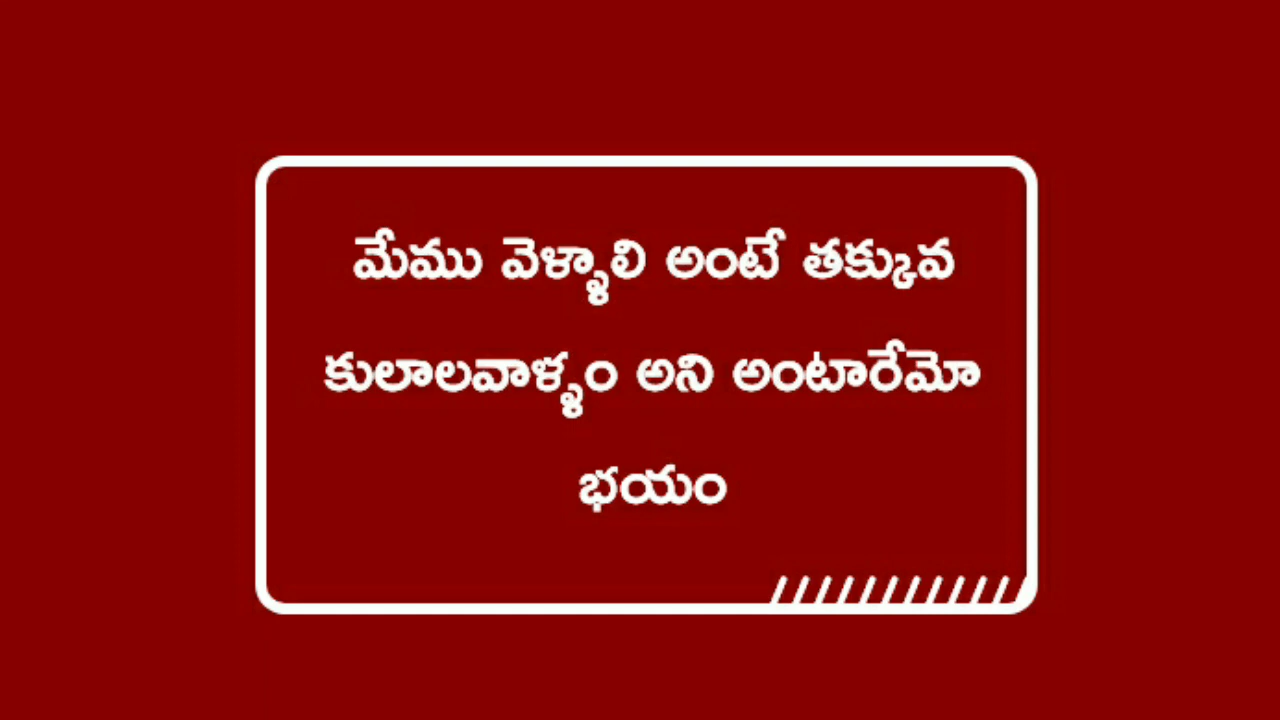 మేము వెళ్ళాలి అంటే తక్కువ
కులాలవాళ్ళం అని అంటారేమో
భయం